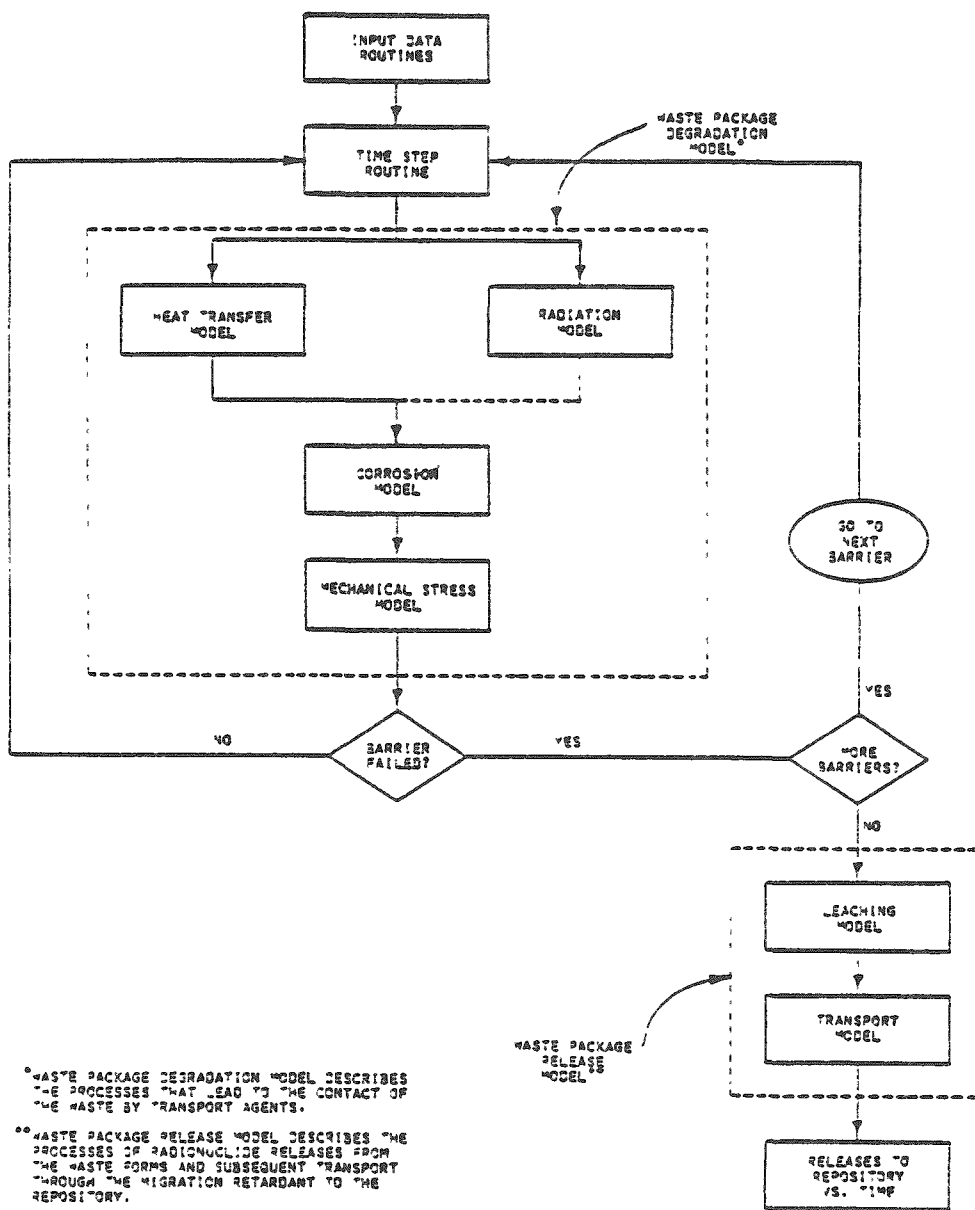 INPUT DATA
ROUTINES
WASTE PACKAGE
DEGRADATION
MODEL*
TIME STEP
ROUTINE
HEAT TRANSFER
MODEL
RADIATION
MODEL
CORROSION
MODEL
GO TO
NEXT
BARRIER
MECHANICAL STRESS
MODEL
YES
NO
BARRIER
FAILED?
YES
MORE
BARRIERS?
NO
LEACHING
MODEL
TRANSPORT
MODEL
WASTE PACKAGE
RELEASE
MODEL**
*WASTE PACKAGE DEGRADATION MODEL DESCRIBES
THE PROCESSES THAT LEAD TO THE CONTACT OF
THE WASTE BY TRANSPORT AGENTS.
**WASTE PACKAGE RELEASE MODEL DESCRIBES THE
PROCESSES OF RADIONUCLIDE RELEASES FROM
THE WASTE FORMS AND SUBSEQUENT TRANSPORT
THROUGH THE MIGRATION RETARDANT TO THE
REPOSITORY.
RELEASES TO
REPOSITORY
VS. TIME